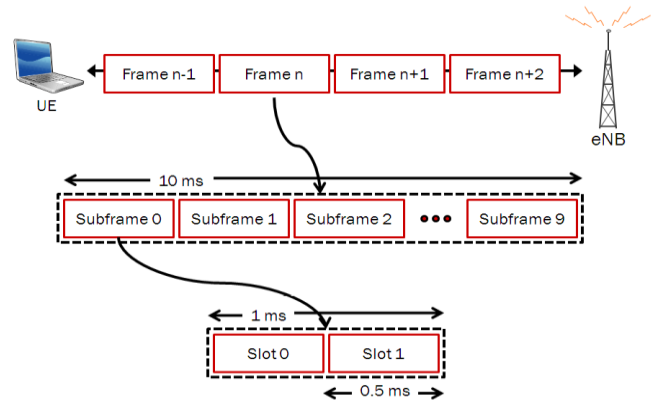 Frame n-1 Frame n Frame n+1 Frame n+2
UE
eNB
10 ms
Subframe 0 Subframe 1 Subframe 2 Subframe 9
1 ms
Slot 0 Slot 1
0.5 ms